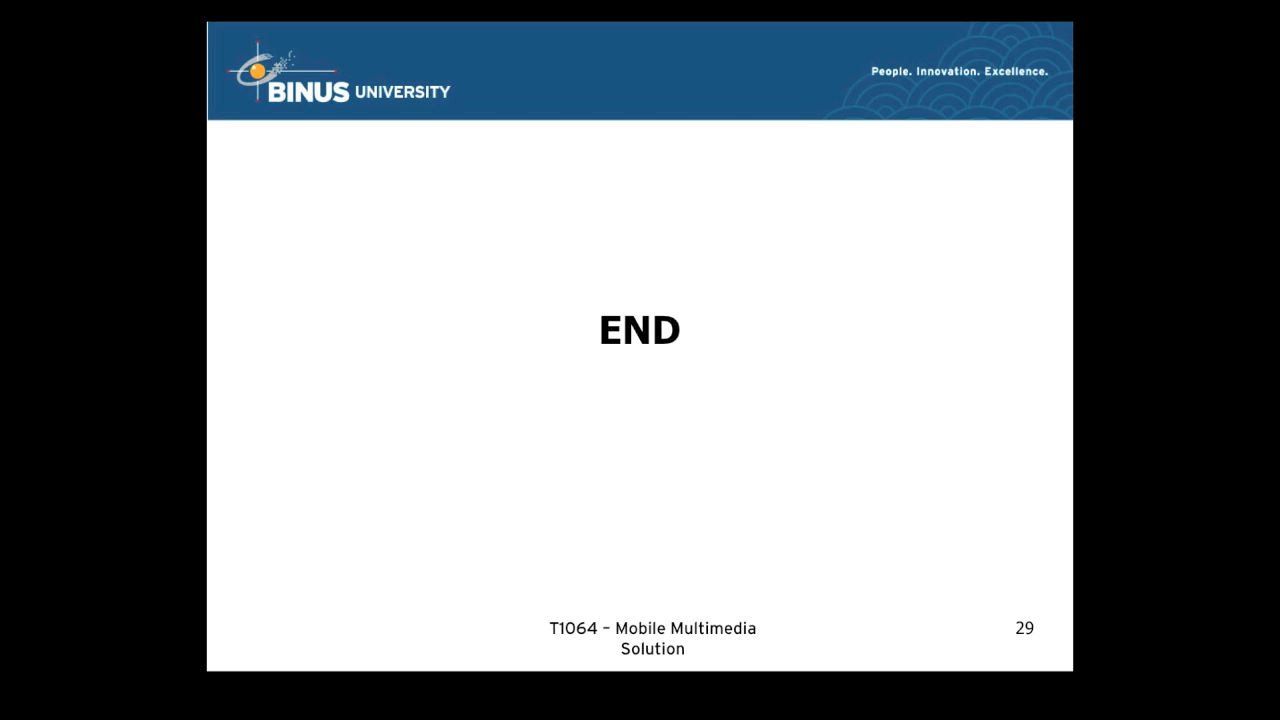 BINUS UNIVERSITY
People. Innovation. Excellence.
END
T1064 – Mobile Multimedia
Solution
29